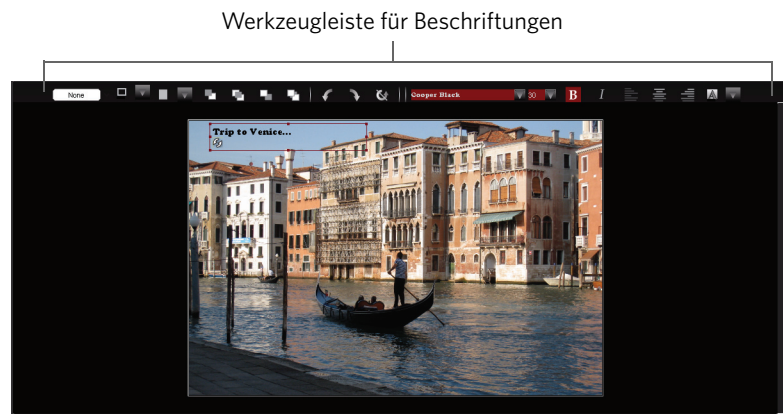 Werkzeugleiste für Beschriftungen
None
Cooper Black
30
B
I
A
Trip to Venice...